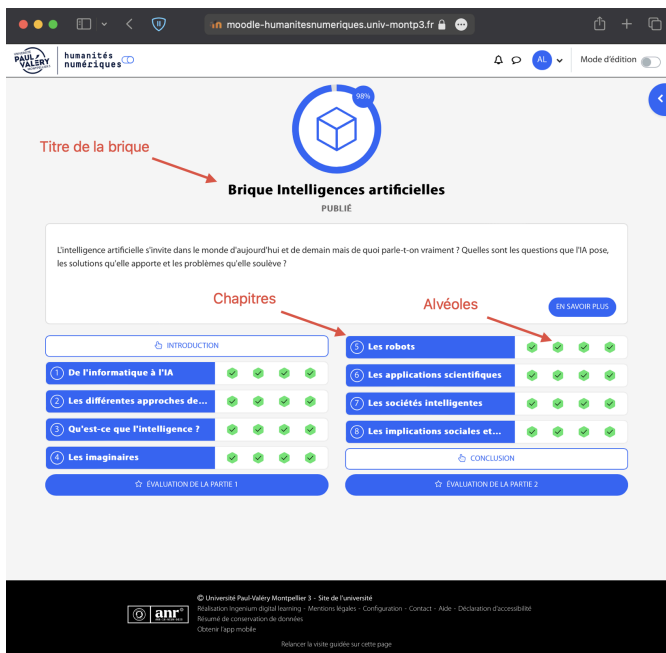 moodle-humanitesnumeriques.univ-montp3.fr
PAUL
VALÉRY
humanités
numériques
AL
Mode d'édition
98%
Titre de la brique
Brique Intelligences artificielles
PUBLIÉ
L'intelligence artificielle s'invite dans le monde d'aujourd'hui et de demain mais de quoi parle-t-on vraiment ? Quelles sont les questions que l'IA pose,
les solutions qu'elle apporte et les problèmes qu'elle soulève ?
Chapitres
Alvéoles
EN SAVOIR PLUS
INTRODUCTION
1 De l'informatique à l'IA
2 Les différentes approches de...
3 Qu'est-ce que l'intelligence ?
4 Les imaginaires
ÉVALUATION DE LA PARTIE 1
5 Les robots
6 Les applications scientifiques
7 Les sociétés intelligentes
8 Les implications sociales et...
CONCLUSION
ÉVALUATION DE LA PARTIE 2
anr
© Université Paul-Valéry Montpellier 3 - Site de l'université
Réalisation Ingenium digital learning - Mentions légales - Configuration - Contact - Aide - Déclaration d'accessibilité
Résumé de conservation de données
Obtenir l'app mobile
Relancer la visite guidée sur cette page